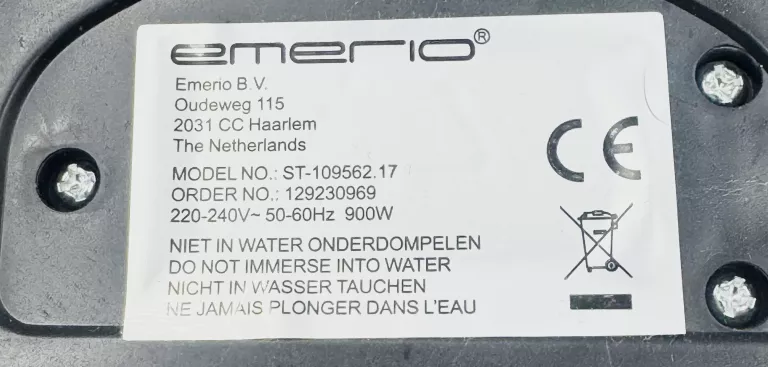 emerio®
Emerio B.V.
Oudeweg 115
2031 CC Haarlem
The Netherlands
MODEL NO.: ST-109562.17
ORDER NO.: 129230969
220-240V~ 50-60Hz 900W
NIET IN WATER ONDERDOMPELEN
DO NOT IMMERSE INTO WATER
NICHT IN WASSER TAUCHEN
NE JAMAIS PLONGER DANS L'EAU
CE